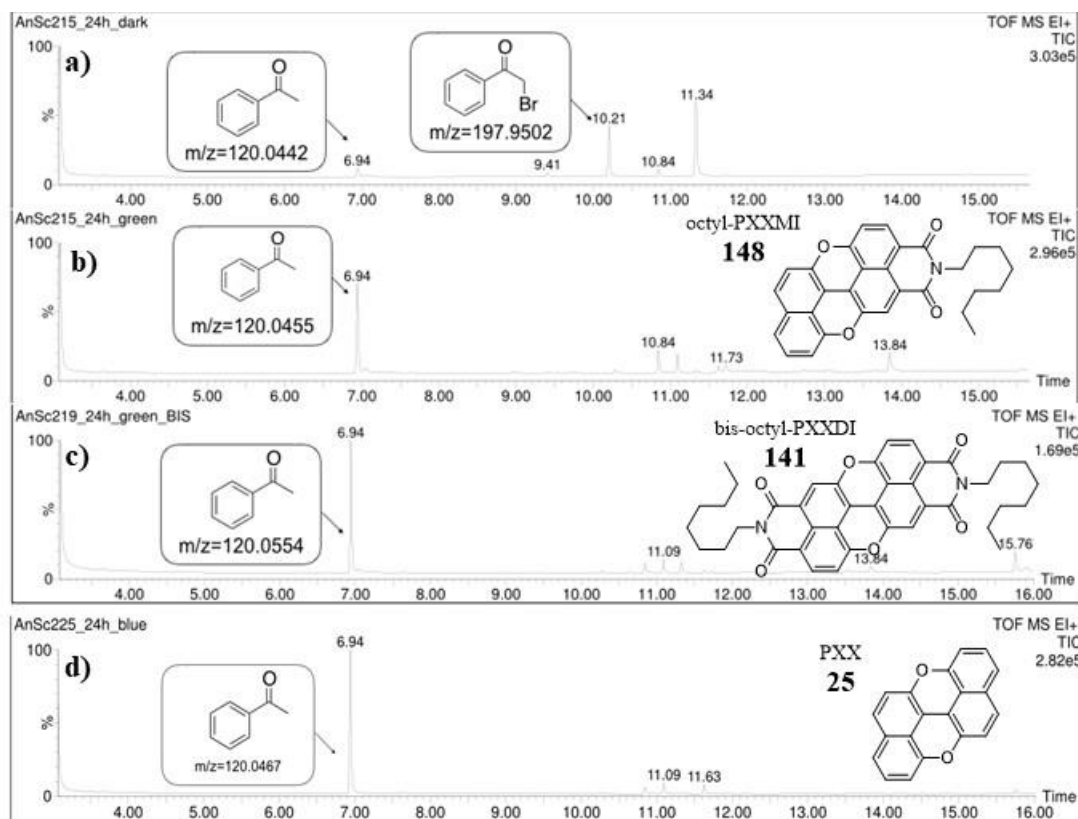 AnSc215_24h_dark
TOF MS EI+
TIC
3.03e5
100
a)
%
0
O
m/z=120.0442
O
Br
m/z=197.9502
6.94
9.41
10.21
10.84
11.34
4.00 5.00 6.00 7.00 8.00 9.00 10.00 11.00 12.00 13.00 14.00 15.00
AnSc215_24h_green
TOF MS EI+
TIC
2.96e5
100
b)
%
0
O
m/z=120.0455
6.94
10.84
11.73
13.84
octyl-PXXMI
148
O
O
N
O
O
Time
4.00 5.00 6.00 7.00 8.00 9.00 10.00 11.00 12.00 13.00 14.00 15.00
AnSc219_24h_green_BIS
TOF MS EI+
TIC
1.69e5
100
c)
%
0
O
m/z=120.0554
6.94
11.09
13.84
15.76
bis-octyl-PXXDI
141
O
O
O
N
N
O
O
O
Time
4.00 5.00 6.00 7.00 8.00 9.00 10.00 11.00 12.00 13.00 14.00 15.00 16.00
AnSc225_24h_blue
TOF MS EI+
TIC
2.82e5
100
d)
%
0
O
m/z=120.0467
6.94
11.09
11.63
PXX
25
O
O
Time
4.00 5.00 6.00 7.00 8.00 9.00 10.00 11.00 12.00 13.00 14.00 15.00 16.00